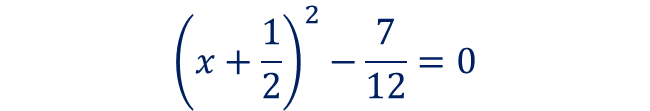 (x + 1/2)² − 7/12 = 0